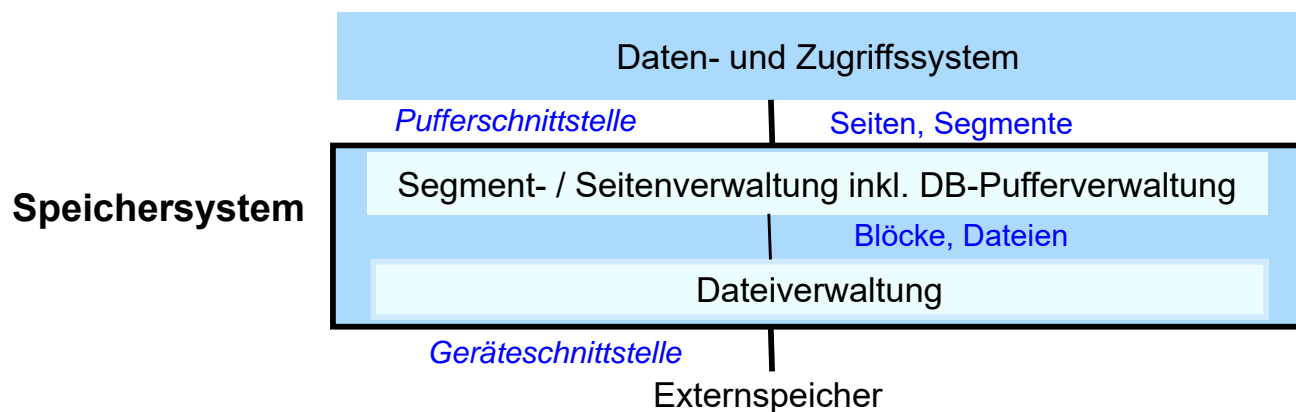 Daten- und Zugriffssystem
Pufferschnittstelle
Seiten, Segmente
Speichersystem
Segment- / Seitenverwaltung inkl. DB-Pufferverwaltung
Blöcke, Dateien
Dateiverwaltung
Geräteschnittstelle
Externspeicher